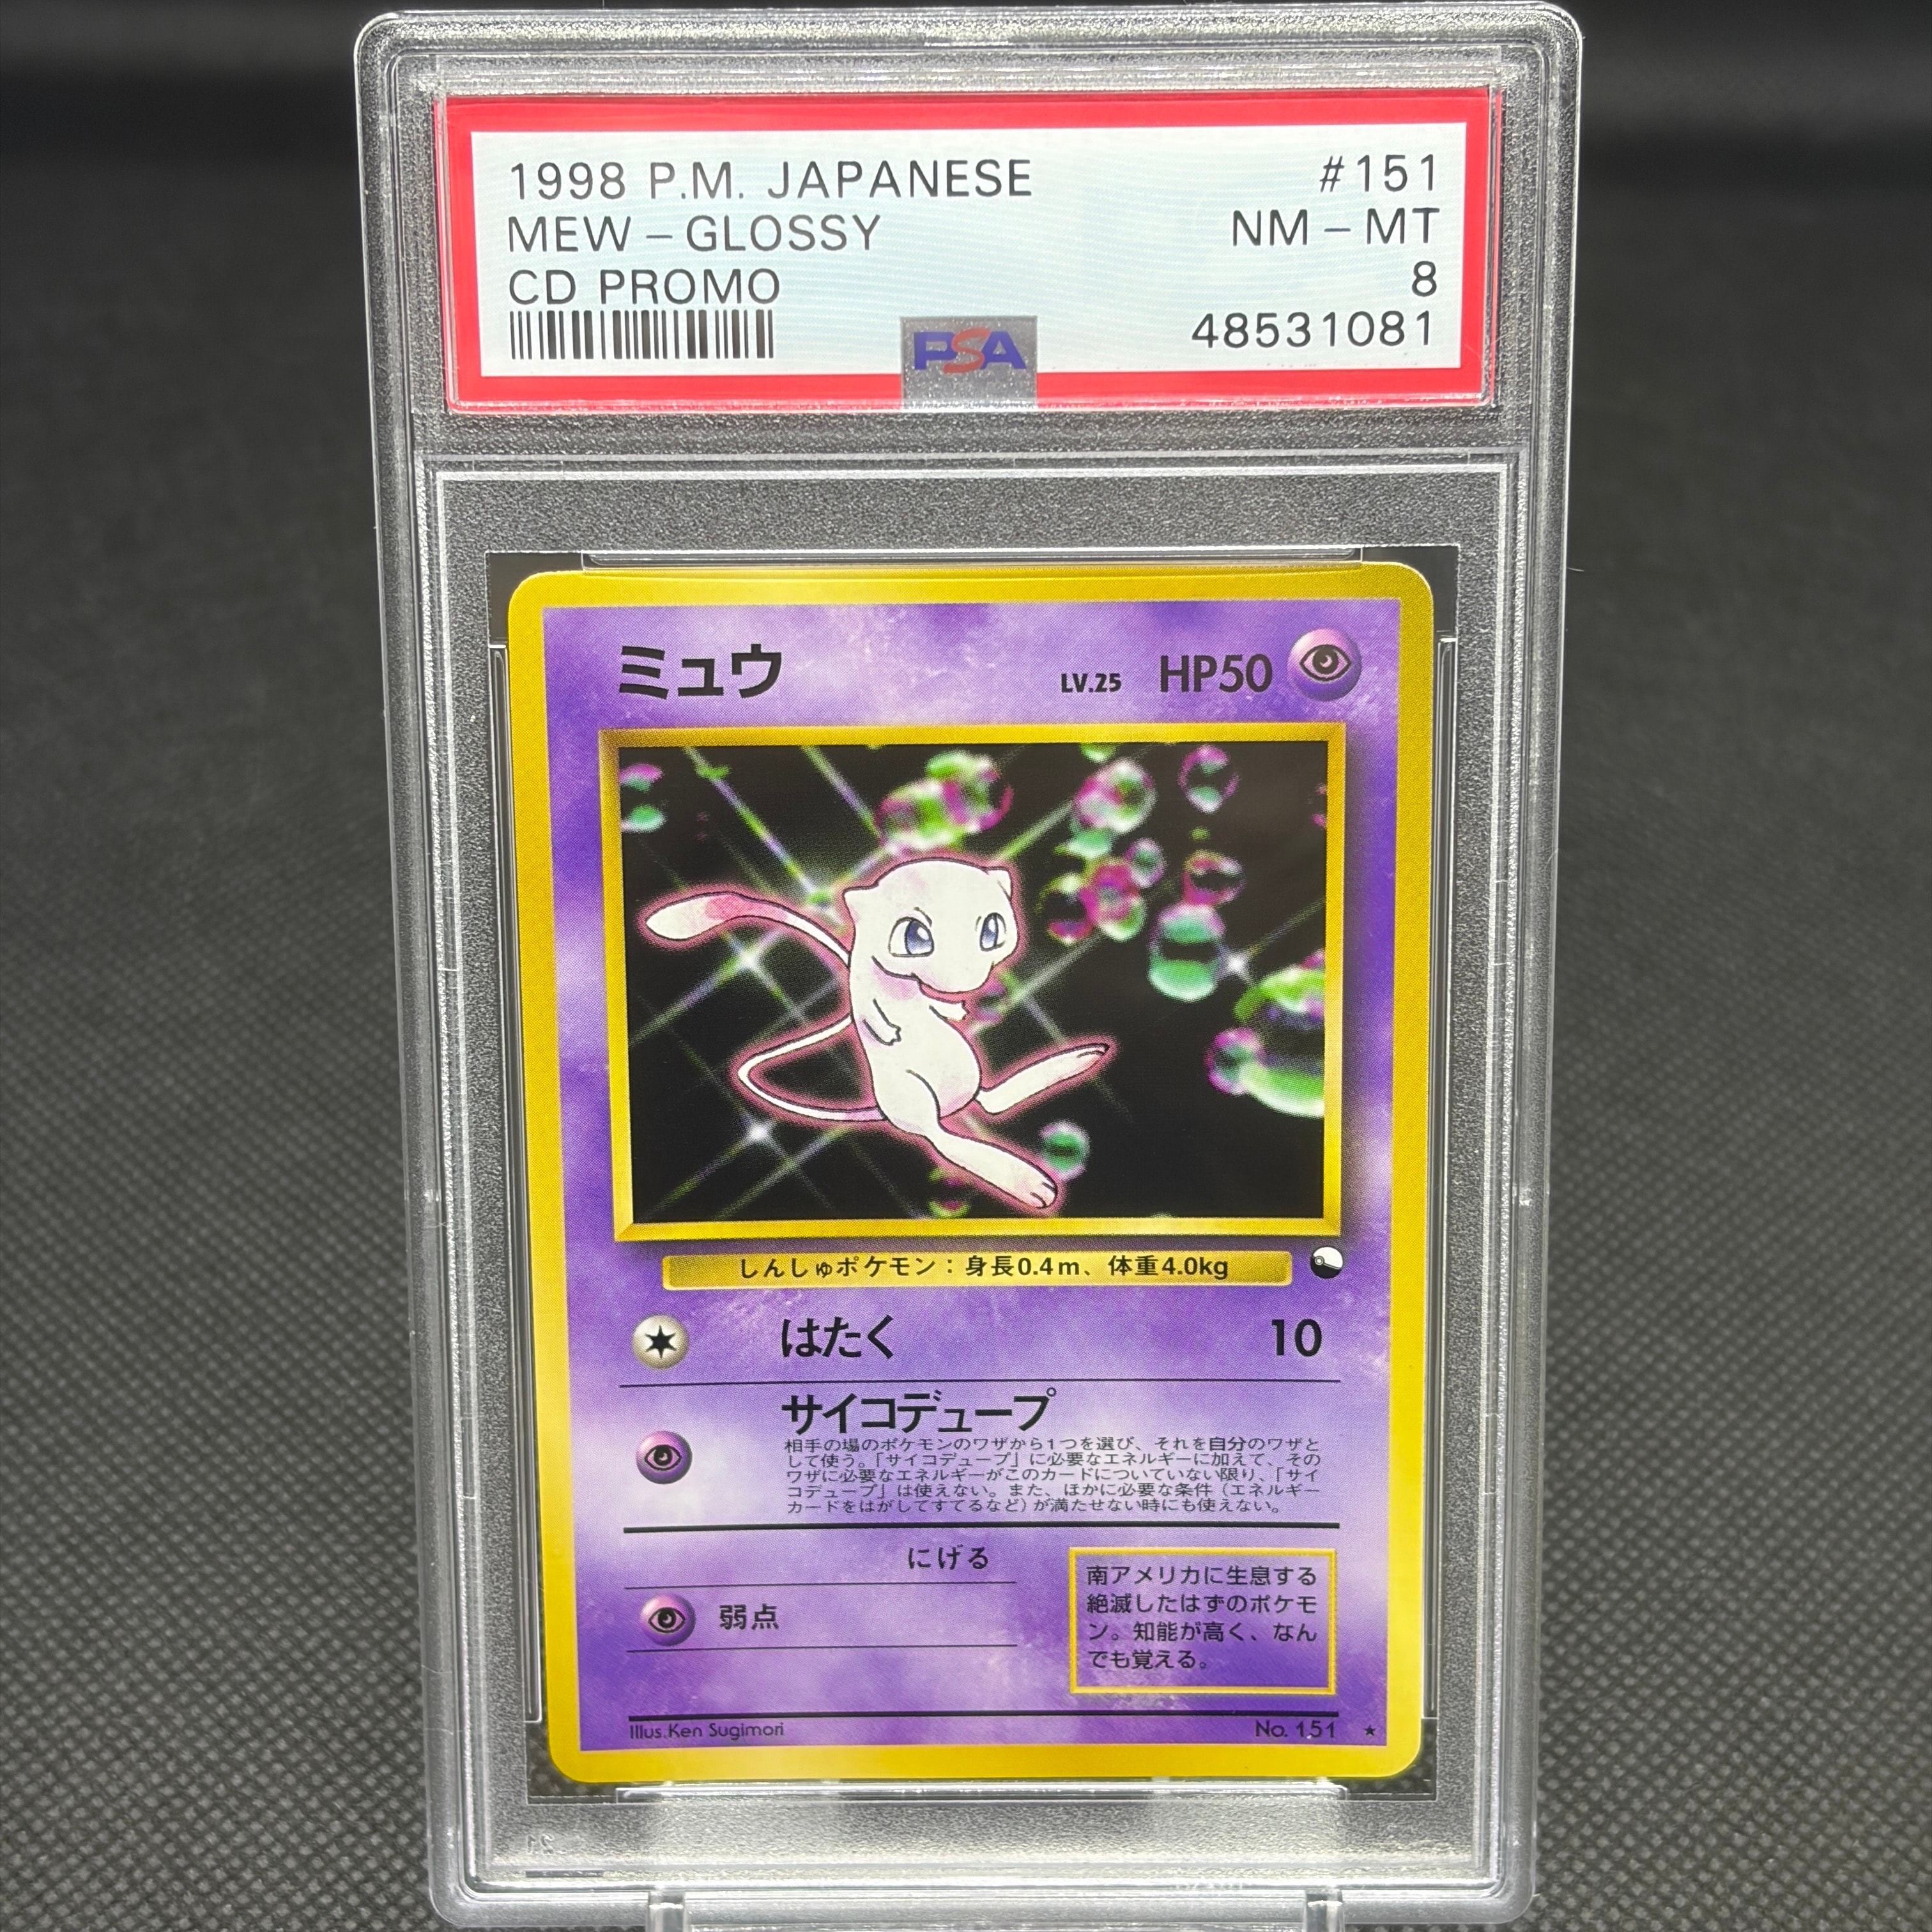 1998 P.M. JAPANESE #151
MEW - GLOSSY NM - MT
CD PROMO 8
48531081
PSA
ミュウ LV.25 HP50
しんしゅポケモン：身長0.4m、体重4.0kg
はたく 10
サイコデュープ
相手の場のポケモンのワザから1つを選び、それを自分のワザと
して使う。「サイコデュープ」に必要なエネルギーに加えて、その
ワザに必要なエネルギーがこのカードについていない限り、「サイ
コデュープ」は使えない。また、ほかに必要な条件（エネルギー
カードをはがしてすてるなど）が満たせない時にも使えない。
にげる
弱点
南アメリカに生息する
絶滅したはずのポケモ
ン。知能が高く、なん
でも覚える。
Illus.Ken Sugimori No. 151